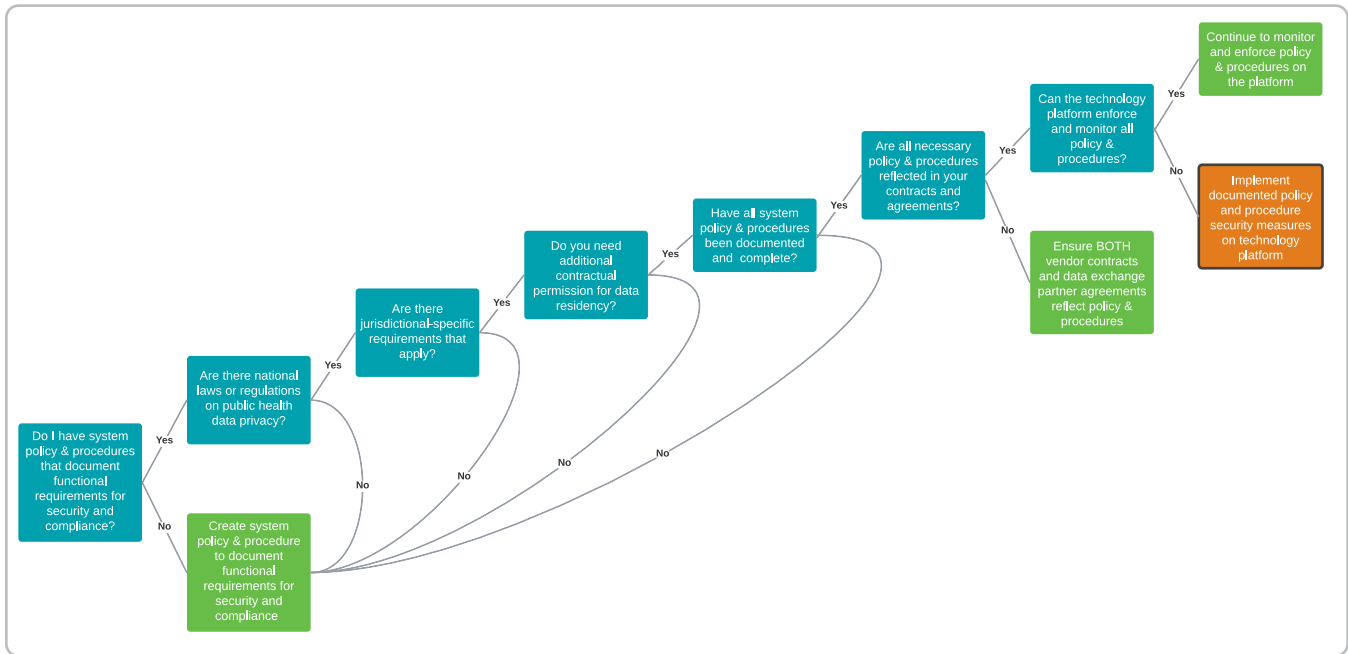 Do I have system
policy & procedures
that document
functional
requirements for
security and
compliance?
Yes
No
Are there national
laws or regulations
on public health
data privacy?
Create system
policy & procedure
to document
functional
requirements for
security and
compliance
Yes
No
Are there
jurisdictional-specific
requirements that
apply?
Yes
No
Do you need
additional
contractual
permission for data
residency?
Yes
No
Have all system
policy & procedures
been documented
and complete?
Yes
No
Are all necessary
policy & procedures
reflected in your
contracts and
agreements?
Yes
No
Can the technology
platform enforce
and monitor all
policy &
procedures?
Ensure BOTH
vendor contracts
and data exchange
partner agreements
reflect policy &
procedures
Yes
No
Continue to monitor
and enforce policy
& procedures on
the platform
Implement
documented policy
and procedure
security measures
on technology
platform